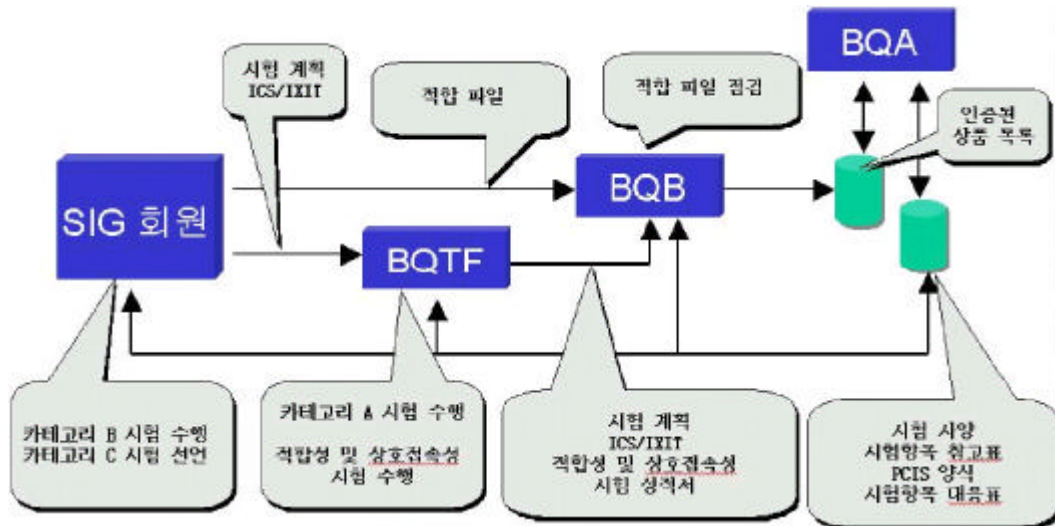 BQA
시험 계획
ICS/IXIT
적합 파일
적합 파일 점검
인증된
상품 목록
SIG 회원
BQB
BQTF
카테고리 B 시험 수행
카테고리 C 시험 선언
카테고리 A 시험 수행
적합성 및 상호접속성
시험 수행
시험 계획
ICS/IXIT
적합성 및 상호접속성
시험 성적서
시험 사양
시험항목 참고표
PCIS 양식
시험항목 대응표